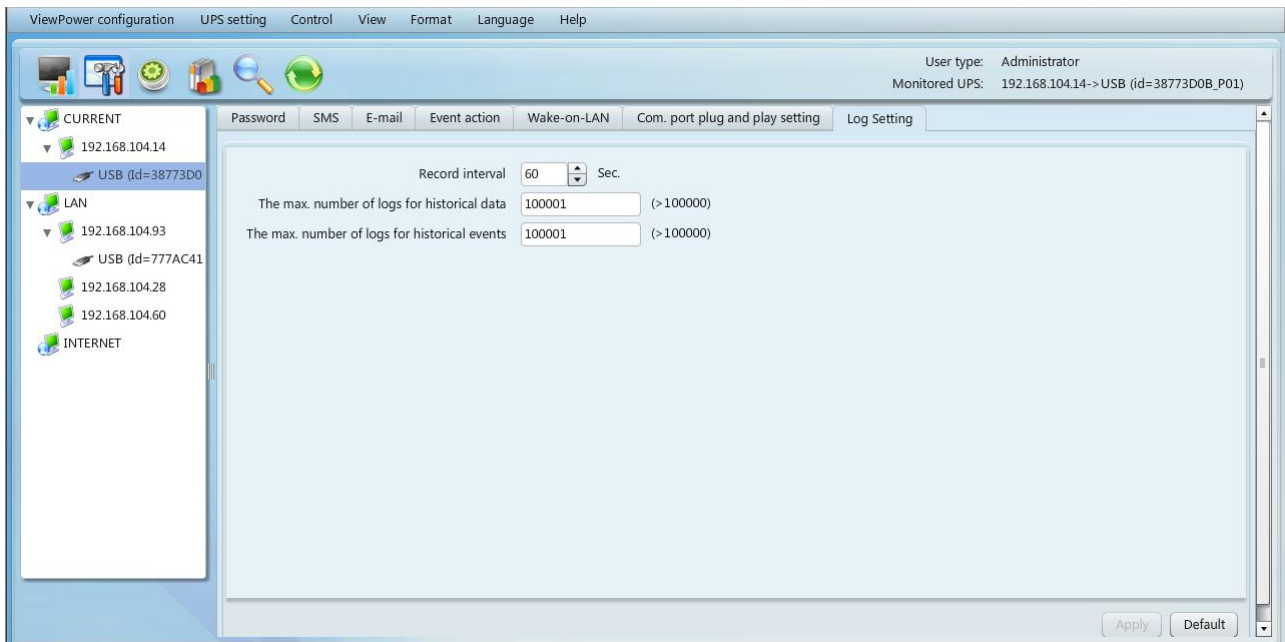 ViewPower configuration UPS setting Control View Format Language Help
User type: Administrator
Monitored UPS: 192.168.104.14->USB (id=38773D0B_P01)
CURRENT
192.168.104.14
USB (Id=38773D0
LAN
192.168.104.93
USB (Id=777AC41
192.168.104.28
192.168.104.60
INTERNET
Password SMS E-mail Event action Wake-on-LAN Com. port plug and play setting Log Setting
Record interval 60 Sec.
The max. number of logs for historical data 100001 (>100000)
The max. number of logs for historical events 100001 (>100000)
Apply Default